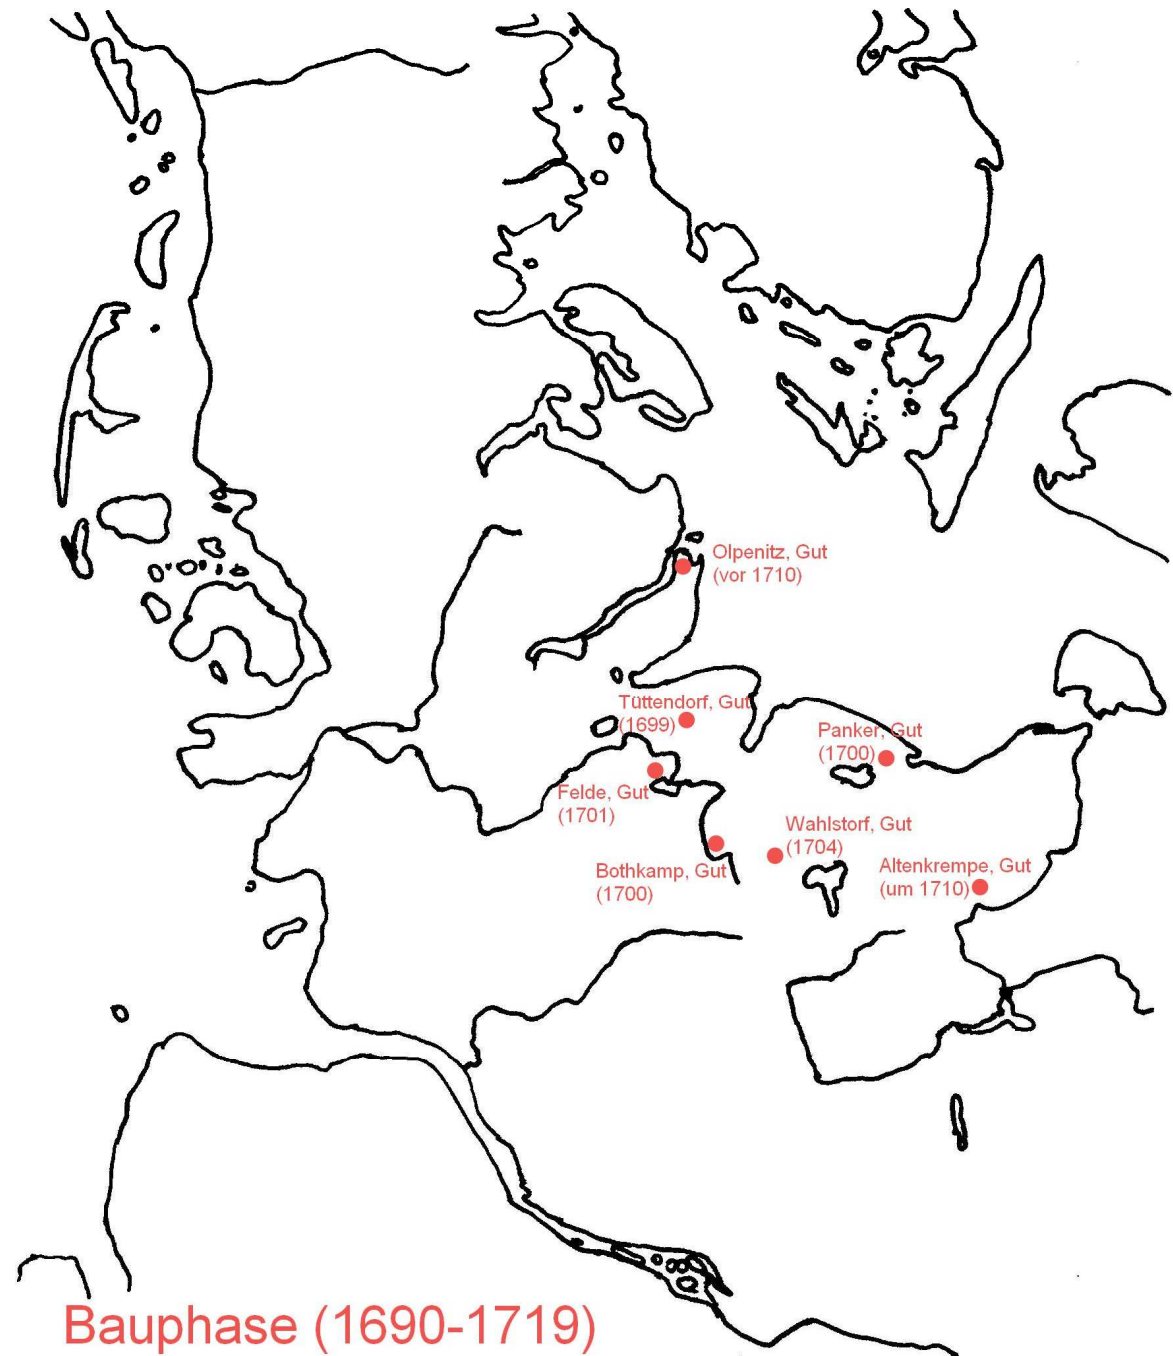 Olpenitz, Gut
(vor 1710)
Tüttendorf, Gut
(1699)
Panker, Gut
(1700)
Felde, Gut
(1701)
Wahlstorf, Gut
(1704)
Bothkamp, Gut
(1700)
Altenkrempe, Gut
(um 1710)
Bauphase (1690-1719)